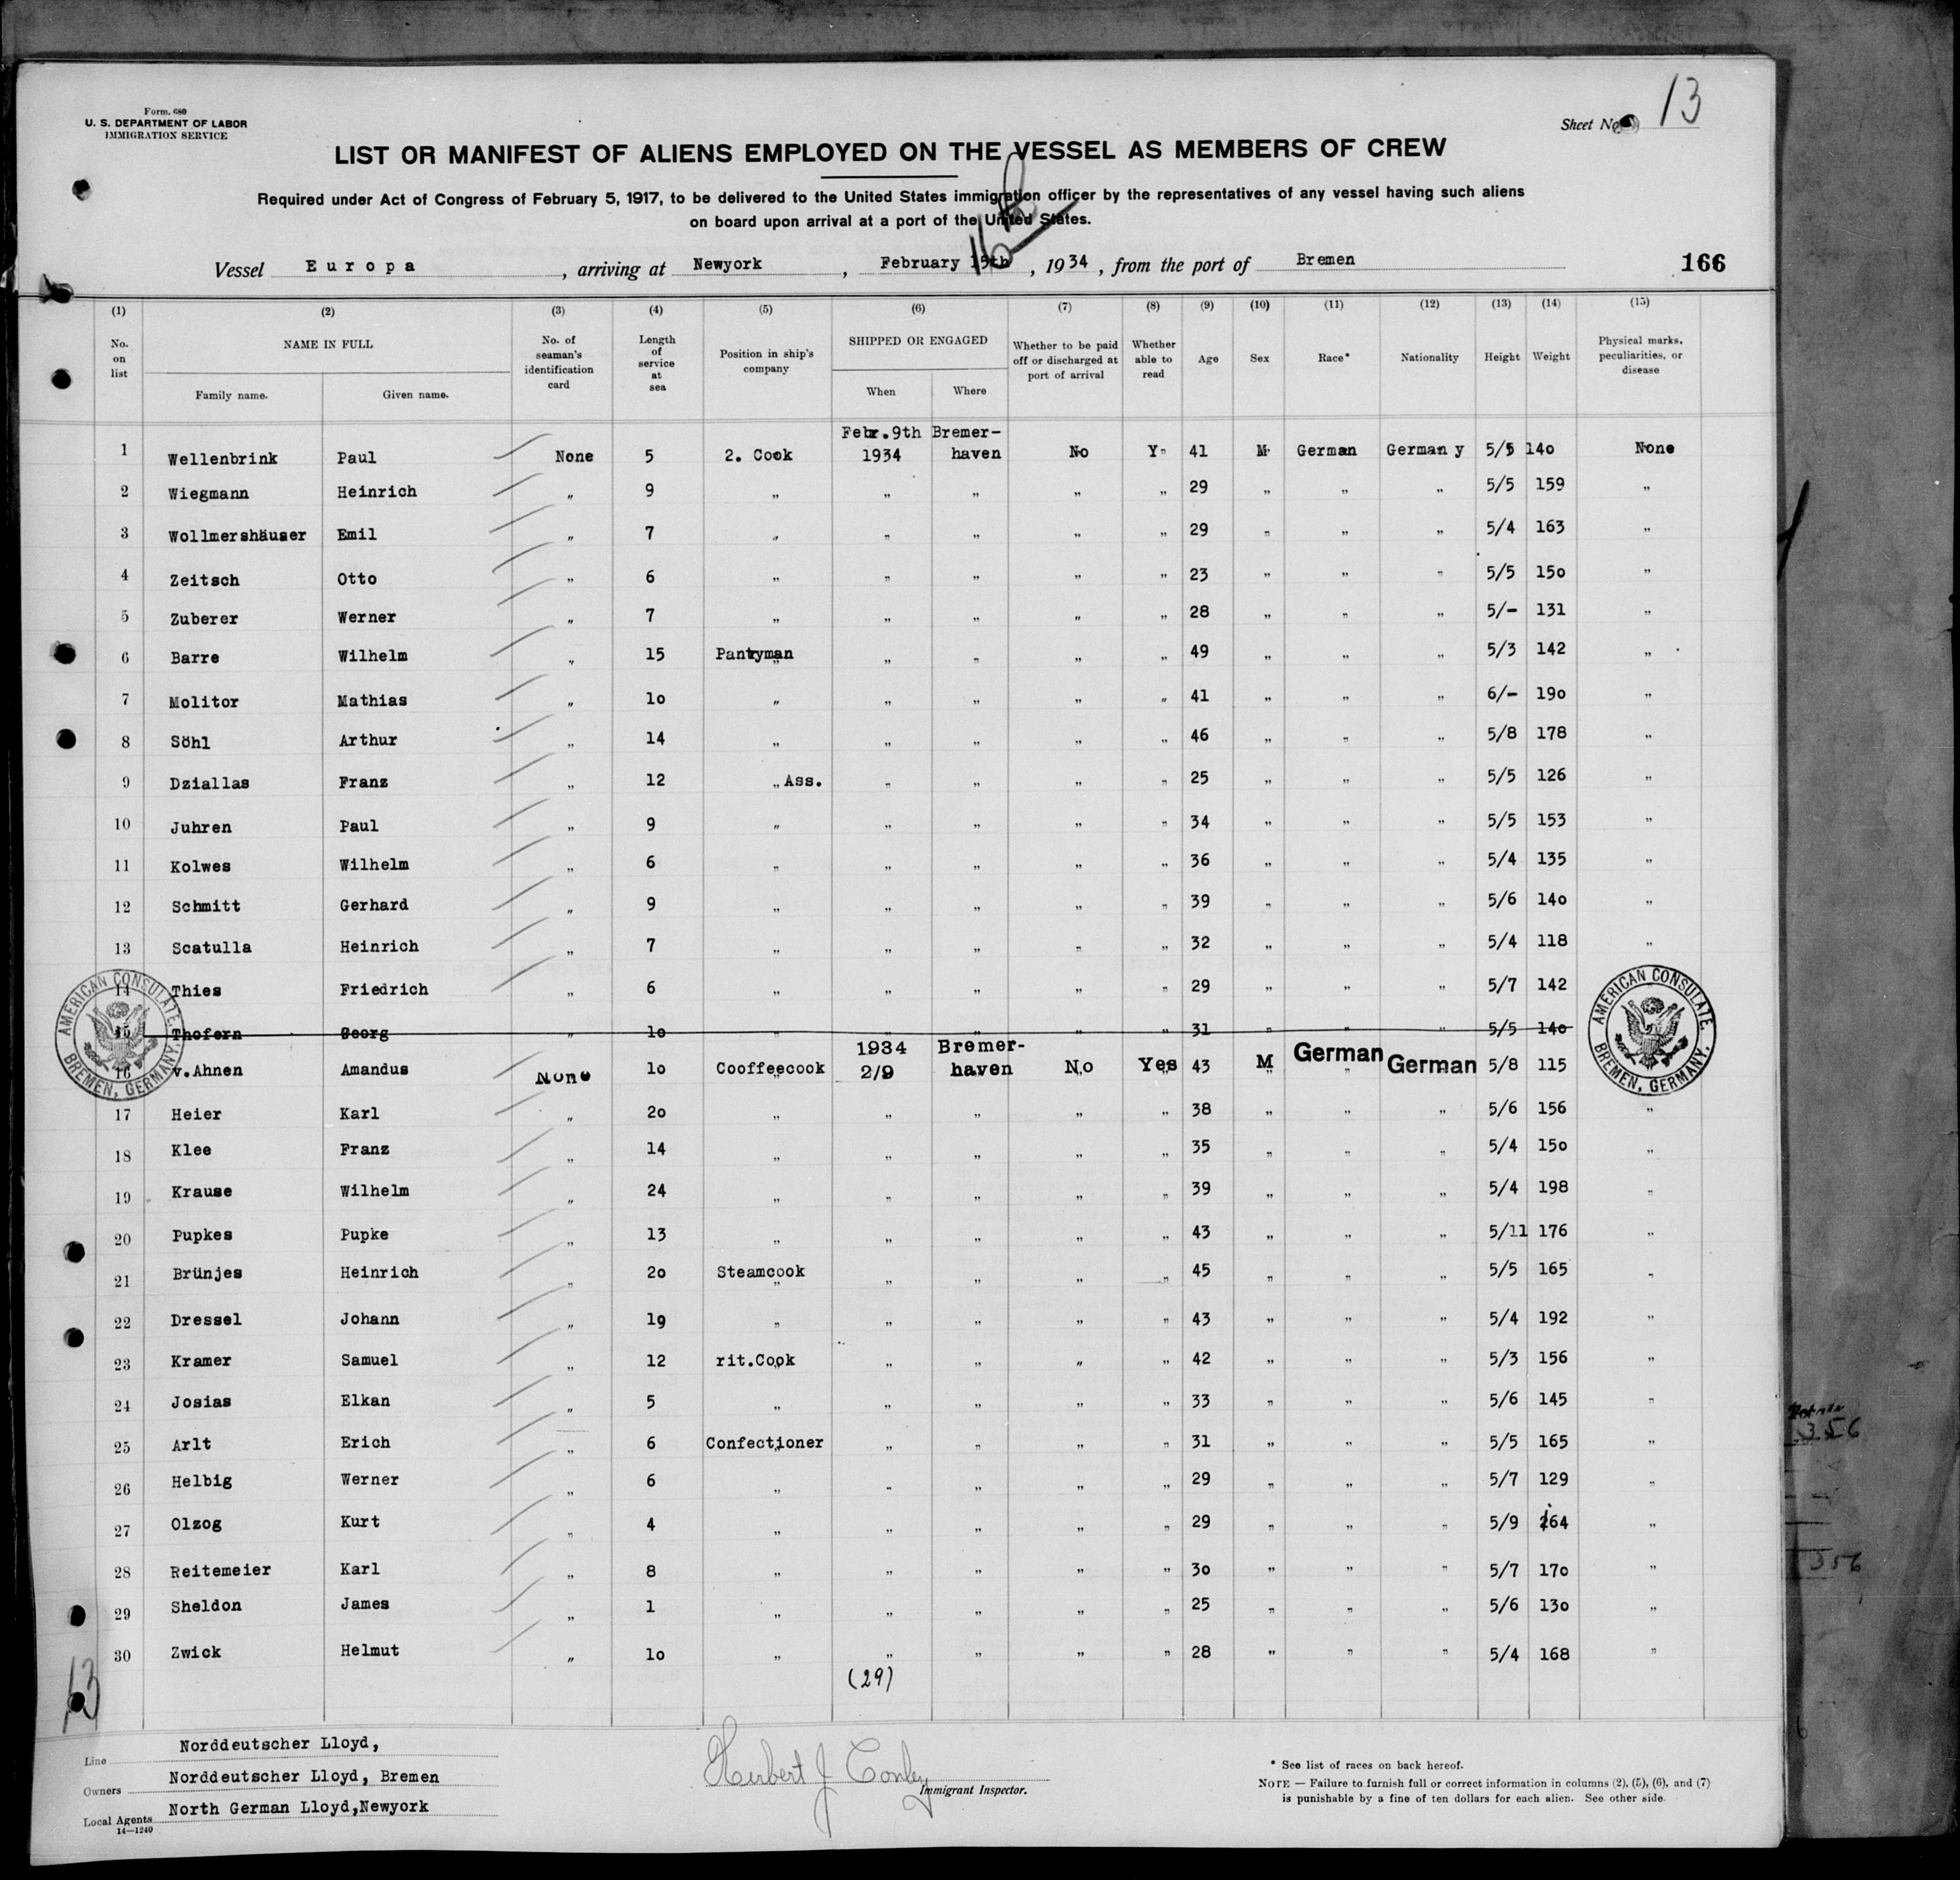 Form. 680
U. S. DEPARTMENT OF LABOR
IMMIGRATION SERVICE
Sheet No. 13
LIST OR MANIFEST OF ALIENS EMPLOYED ON THE VESSEL AS MEMBERS OF CREW
Required under Act of Congress of February 5, 1917, to be delivered to the United States immigration officer by the representatives of any vessel having such aliens
on board upon arrival at a port of the United States.
16th
Vessel Europa, arriving at Newyork, February 15th, 1934, from the port of Bremen 166
(1) (2) (3) (4) (5) (6) (7) (8) (9) (10) (11) (12) (13) (14) (15)
No. on list NAME IN FULL Family name. Given name. No. of seaman's identification card Length of service at sea Position in ship's company SHIPPED OR ENGAGED When Where Whether to be paid off or discharged at port of arrival Whether able to read Age Sex Race* Nationality Height Weight Physical marks, peculiarities, or disease
1 Wellenbrink Paul None 5 2. Cook Febr. 9th 1934 Bremer-haven No Y" 41 M German Germany 5/5 140 None
2 Wiegmann Heinrich " 9 " " " " " 29 " " " 5/5 159 "
3 Wollmershäuser Emil " 7 " " " " " 29 " " " 5/4 163 "
4 Zeitsch Otto " 6 " " " " " 23 " " " 5/5 150 "
5 Zuberer Werner " 7 " " " " " 28 " " " 5/- 131 "
6 Barre Wilhelm " 15 Pantryman " " " " 49 " " " 5/3 142 "
7 Molitor Mathias " 10 " " " " " 41 " " " 6/- 190 "
8 Söhl Arthur " 14 " " " " " 46 " " " 5/8 178 "
9 Dziallas Franz " 12 " Ass. " " " " 25 " " " 5/5 126 "
10 Juhren Paul " 9 " " " " " 34 " " " 5/5 153 "
11 Kolwes Wilhelm " 6 " " " " " 36 " " " 5/4 135 "
12 Schmitt Gerhard " 9 " " " " " 39 " " " 5/6 140 "
13 Scatulla Heinrich " 7 " " " " " 32 " " " 5/4 118 "
14 Thies Friedrich " 6 " " " " " 29 " " " 5/7 142
15 Thofern Georg " 10 " " " " " 31 " " " 5/5 140
16 v.Ahnen Amandus None 10 Cooffeecook 1934 2/9 Bremer-haven No Yes 43 M German German 5/8 115
17 Heier Karl " 20 " " " " " 38 " " " 5/6 156 "
18 Klee Franz " 14 " " " " " 35 " " " 5/4 150 "
19 Krause Wilhelm " 24 " " " " " 39 " " " 5/4 198 "
20 Pupkes Pupke " 13 " " " " " 43 " " " 5/11 176 "
21 Brünjes Heinrich " 20 Steamcook " " " " 45 " " " 5/5 165 "
22 Dressel Johann " 19 " " " " " 43 " " " 5/4 192 "
23 Kramer Samuel " 12 rit.Cook " " " " 42 " " " 5/3 156 "
24 Josias Elkan " 5 " " " " " 33 " " " 5/6 145 "
25 Arlt Erich " 6 Confectioner " " " " 31 " " " 5/5 165 "
26 Helbig Werner " 6 " " " " " 29 " " " 5/7 129 "
27 Olzog Kurt " 4 " " " " " 29 " " " 5/9 164 "
28 Reitemeier Karl " 8 " " " " " 30 " " " 5/7 170 "
29 Sheldon James " 1 " " " " " 25 " " " 5/6 130 "
30 Zwick Helmut " 10 " " " " " 28 " " " 5/4 168 "
(29)
13
AMERICAN CONSULATE. BREMEN, GERMANY.
AMERICAN CONSULATE. BREMEN, GERMANY.
356
356
Line Norddeutscher Lloyd,
Owners Norddeutscher Lloyd, Bremen
Local Agents North German Lloyd, Newyork
14—1240
Herbert J Conley
Immigrant Inspector.
* See list of races on back hereof.
NOTE — Failure to furnish full or correct information in columns (2), (5), (6), and (7)
is punishable by a fine of ten dollars for each alien. See other side.